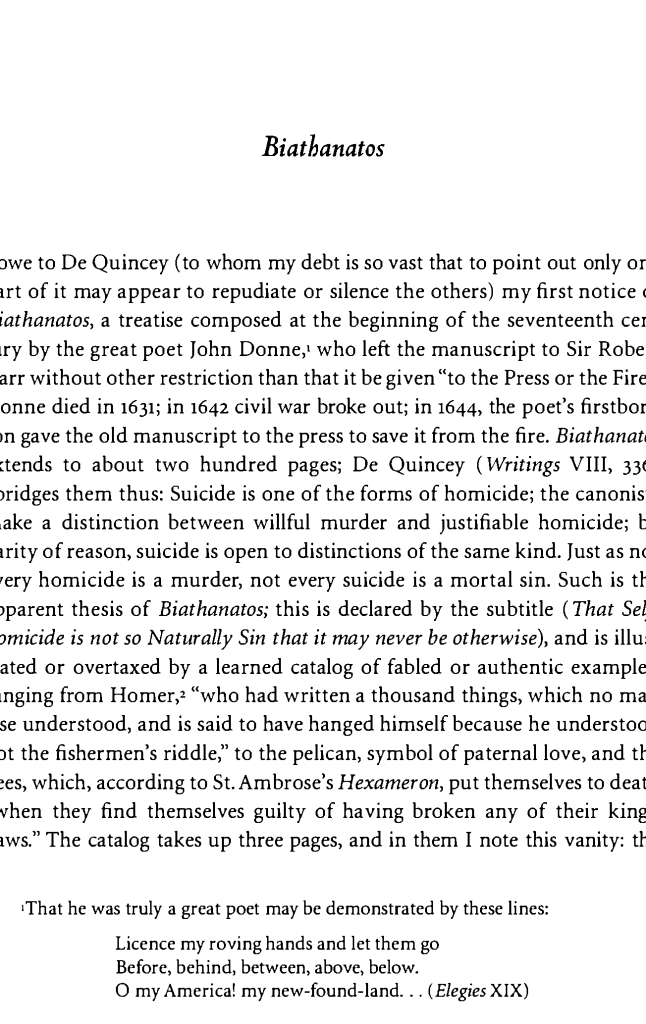 Biathanatos
owe to De Quincey (to whom my debt is so vast that to point out only or
art of it may appear to repudiate or silence the others) my first notice
iathanatos, a treatise composed at the beginning of the seventeenth cen
ury by the great poet John Donne,¹ who left the manuscript to Sir Robe
arr without other restriction than that it be given “to the Press or the Fire
onne died in 1631; in 1642 civil war broke out; in 1644, the poet’s firstbor
on gave the old manuscript to the press to save it from the fire. Biathanato
xtends to about two hundred pages; De Quincey (Writings VIII, 336
bridges them thus: Suicide is one of the forms of homicide; the canonis
ake a distinction between willful murder and justifiable homicide; b
arity of reason, suicide is open to distinctions of the same kind. Just as no
very homicide is a murder, not every suicide is a mortal sin. Such is th
pparent thesis of Biathanatos; this is declared by the subtitle (That Sel
omicide is not so Naturally Sin that it may never be otherwise), and is illus
ated or overtaxed by a learned catalog of fabled or authentic example
anging from Homer,² “who had written a thousand things, which no ma
se understood, and is said to have hanged himself because he understoo
ot the fishermen’s riddle,” to the pelican, symbol of paternal love, and th
ees, which, according to St. Ambrose’s Hexameron, put themselves to deat
when they find themselves guilty of having broken any of their king
aws.” The catalog takes up three pages, and in them I note this vanity: th
¹That he was truly a great poet may be demonstrated by these lines:
Licence my roving hands and let them go
Before, behind, between, above, below.
O my America! my new-found-land. . . (Elegies XIX)